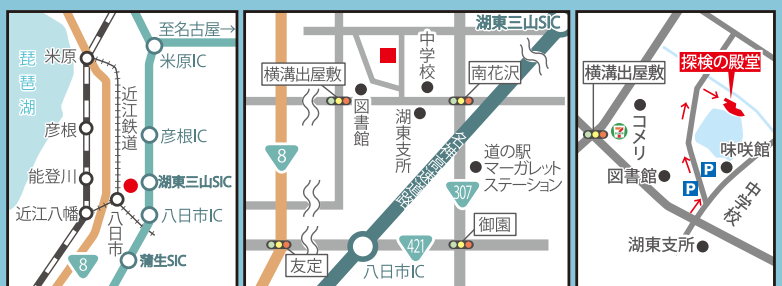 至名古屋→
琵琶湖
米原
米原IC
近江鉄道
彦根
彦根IC
能登川
湖東三山SIC
近江八幡
八日市
八日市IC
8
蒲生SIC
湖東三山SIC
中学校
横溝出屋敷
南花沢
図書館
湖東支所
名神高速道路
8
道の駅
マーガレット
ステーション
307
御園
421
友定
八日市IC
探検の殿堂
横溝出屋敷
コメリ
7
味咲館
P
図書館
P
中学校
湖東支所